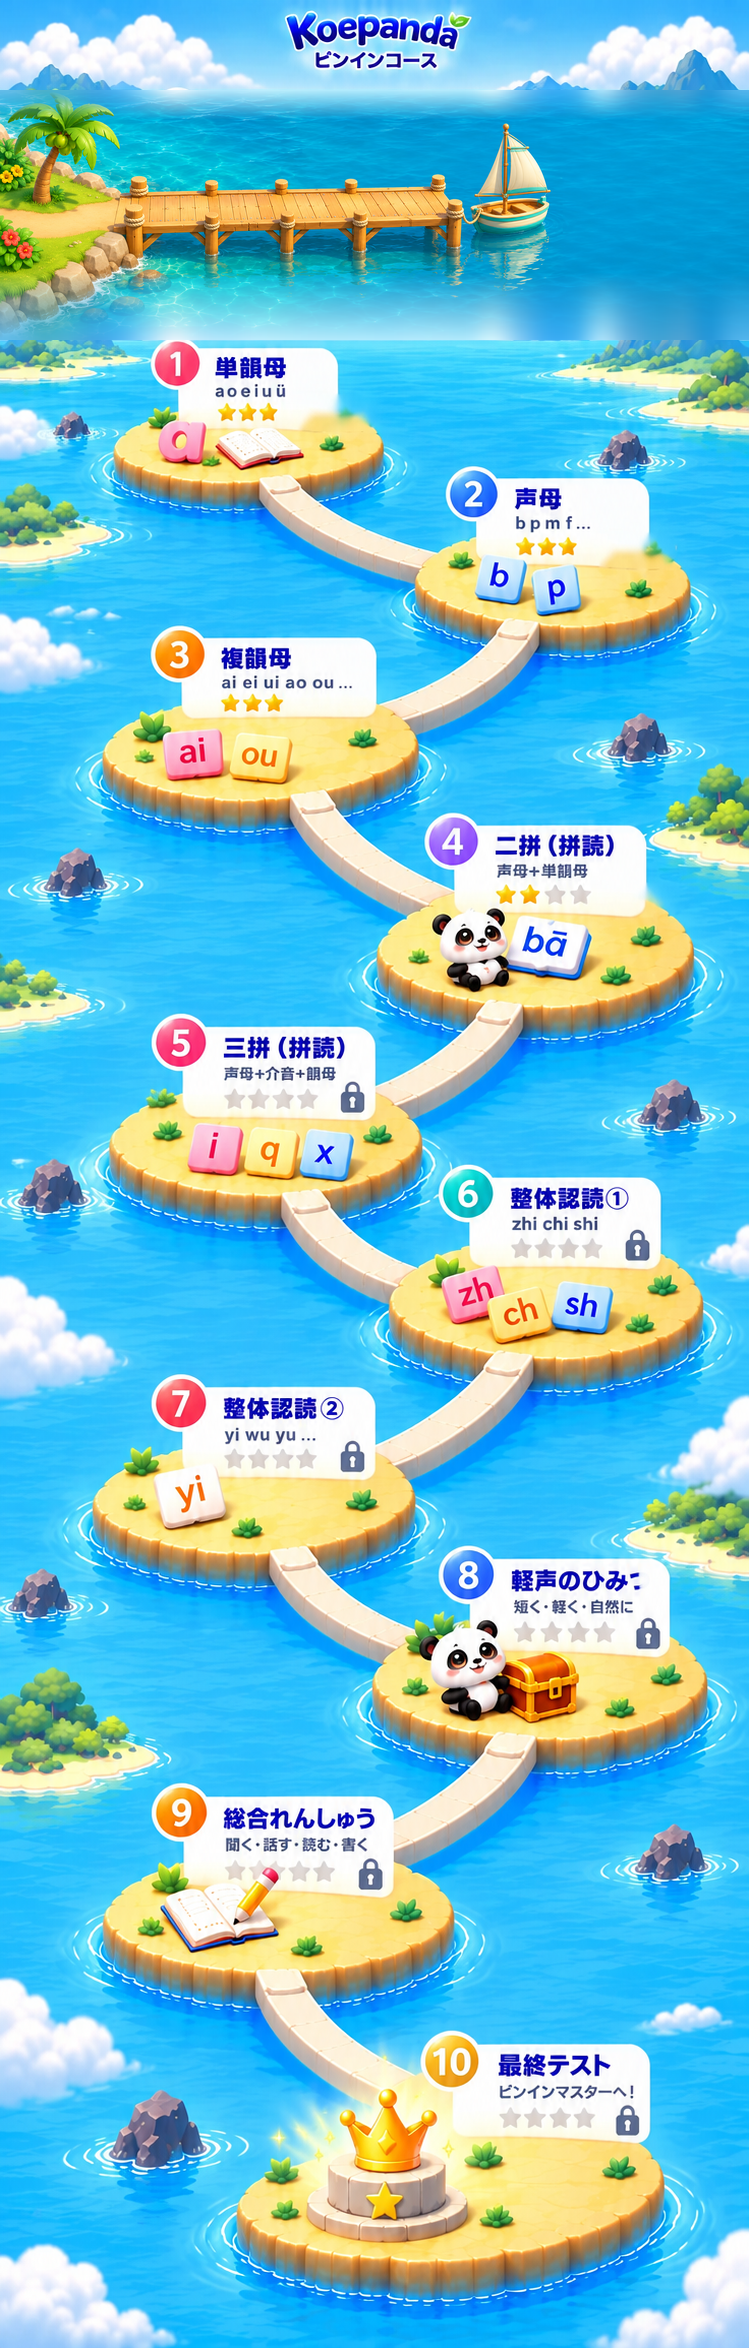 Koepanda
ピンインコース
1
単韻母
a o e i u ü
a
2
声母
b p m f ...
b
p
3
複韻母
ai ei ui ao ou ...
ai
ou
4
二拼（拼読）
声母+単韻母
bā
5
三拼（拼読）
声母+介音+韻母
i
q
x
6
整体認読①
zhi chi shi
zh
ch
sh
7
整体認読②
yi wu yu ...
yi
8
軽声のひみ
短く・軽く・自然に
9
総合れんしゅう
聞く・話す・読む・書く
10
最終テスト
ピンインマスターへ!